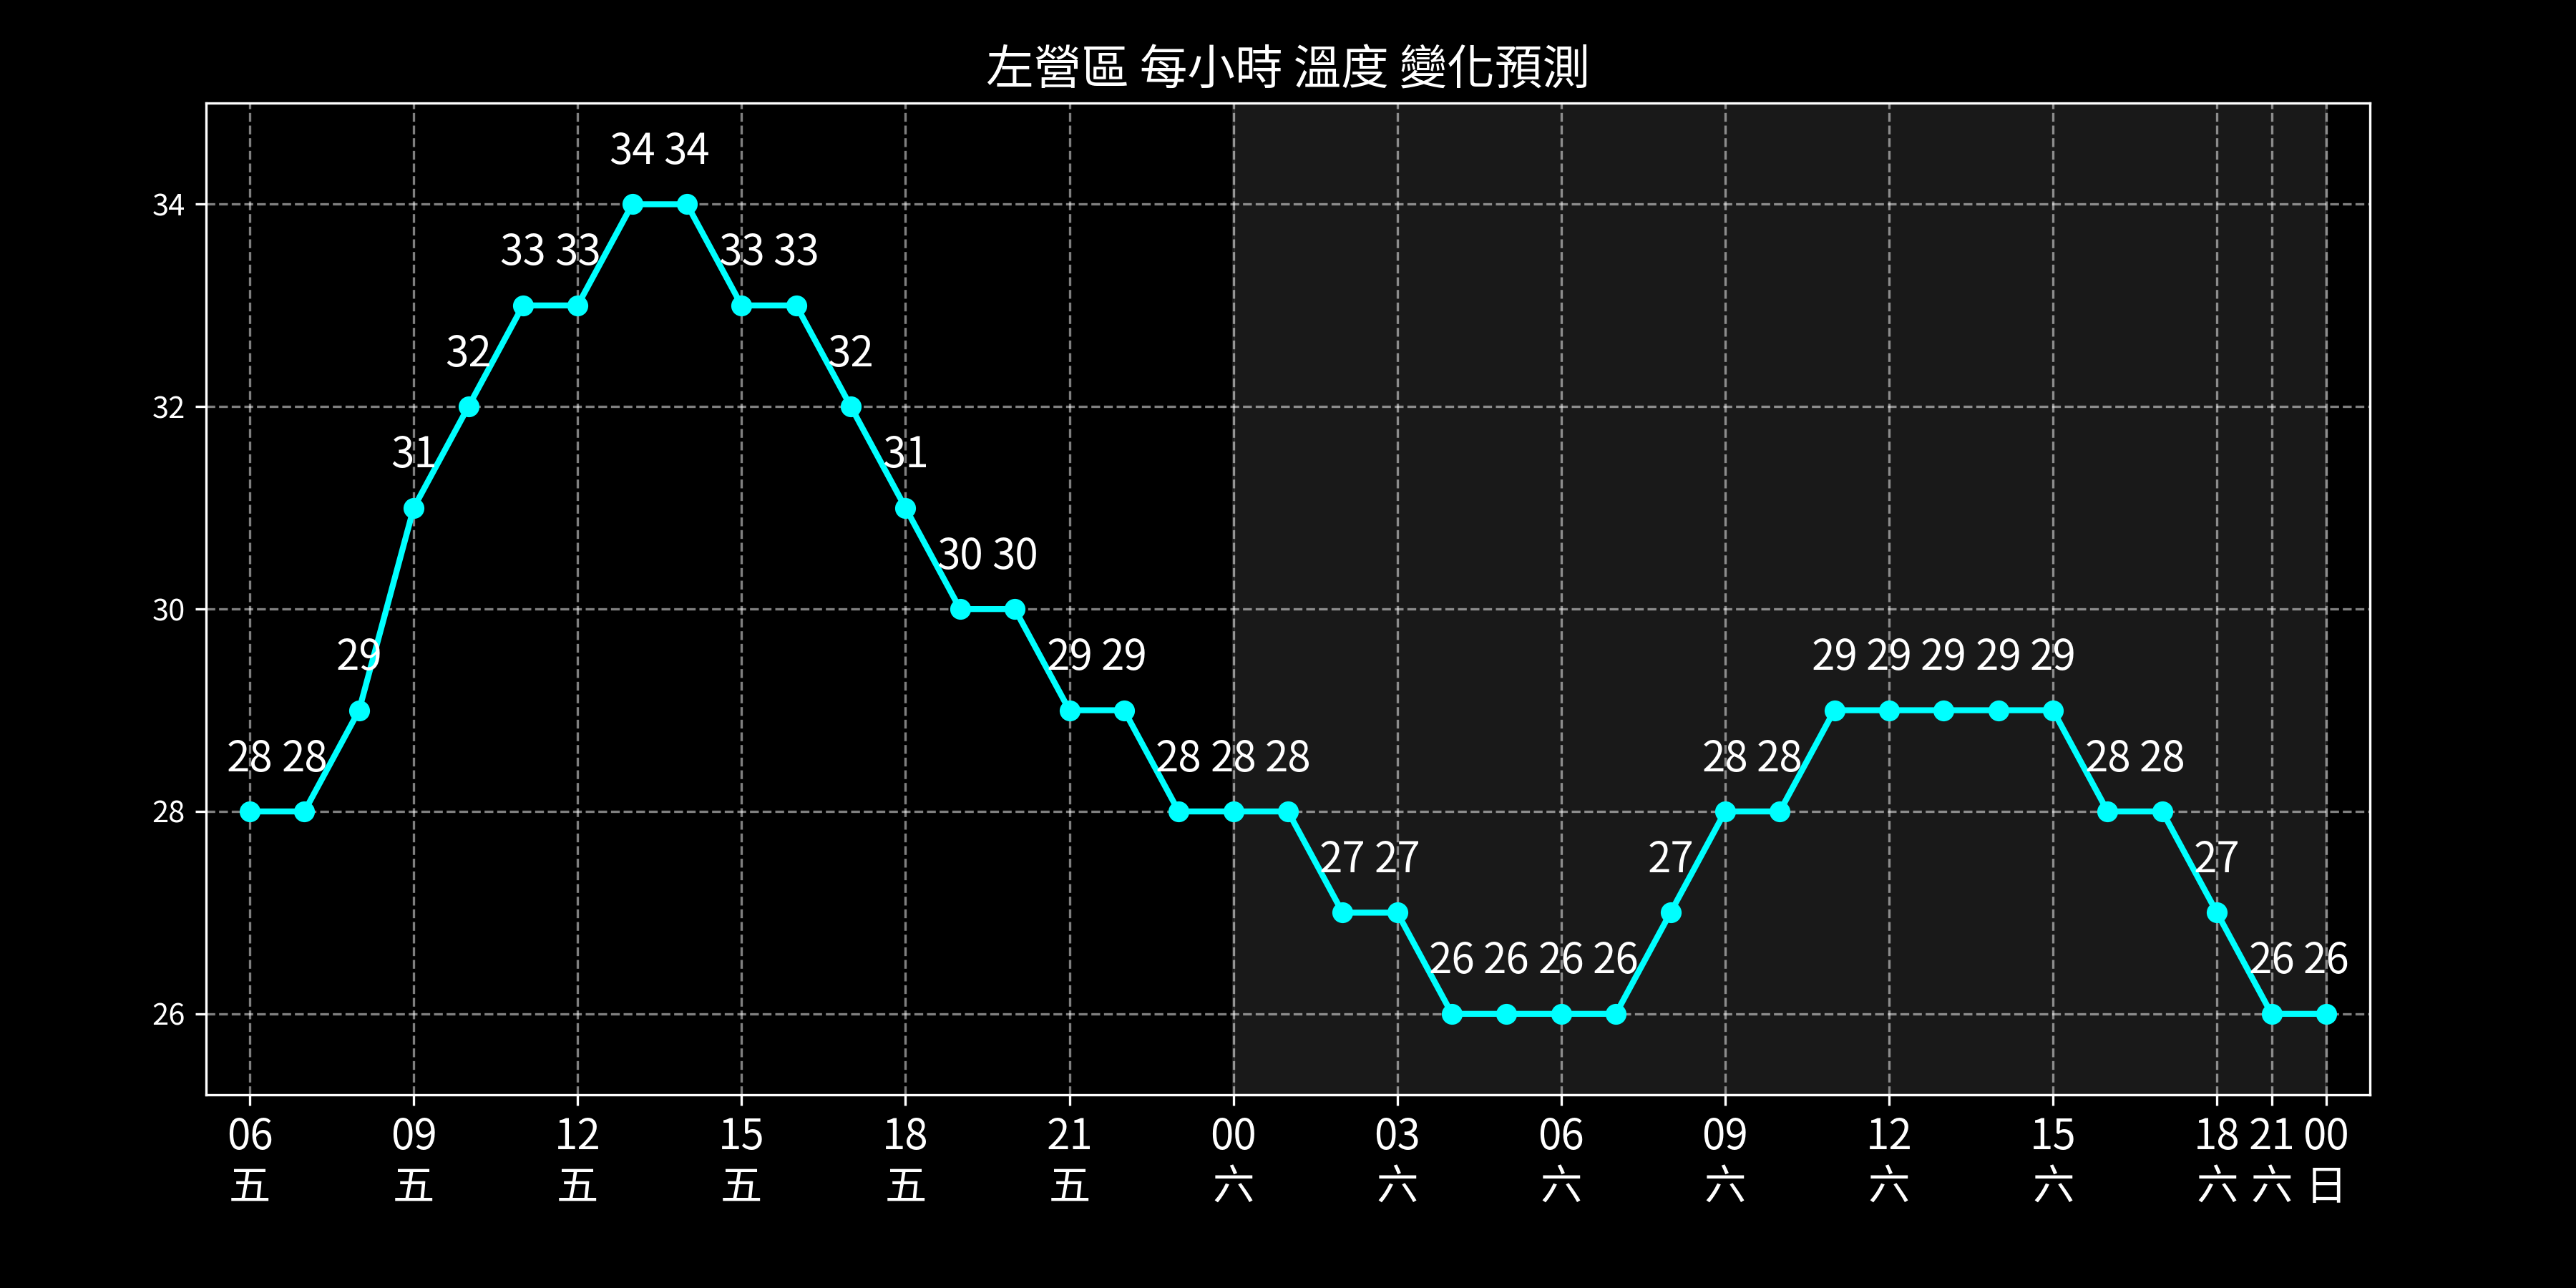 左營區 每小時 溫度 變化預測
34 34
34
33 33 33 33
32 32
32
31 31
30 30
30
29 29 29 29 29 29 29 29
28 28 28 28 28 28 28 28 28
28
27 27 27 27
26 26 26 26 26 26
26
06 09 12 15 18 21 00 03 06 09 12 15 18 21 00
五 五 五 五 五 五 六 六 六 六 六 六 六 六 日